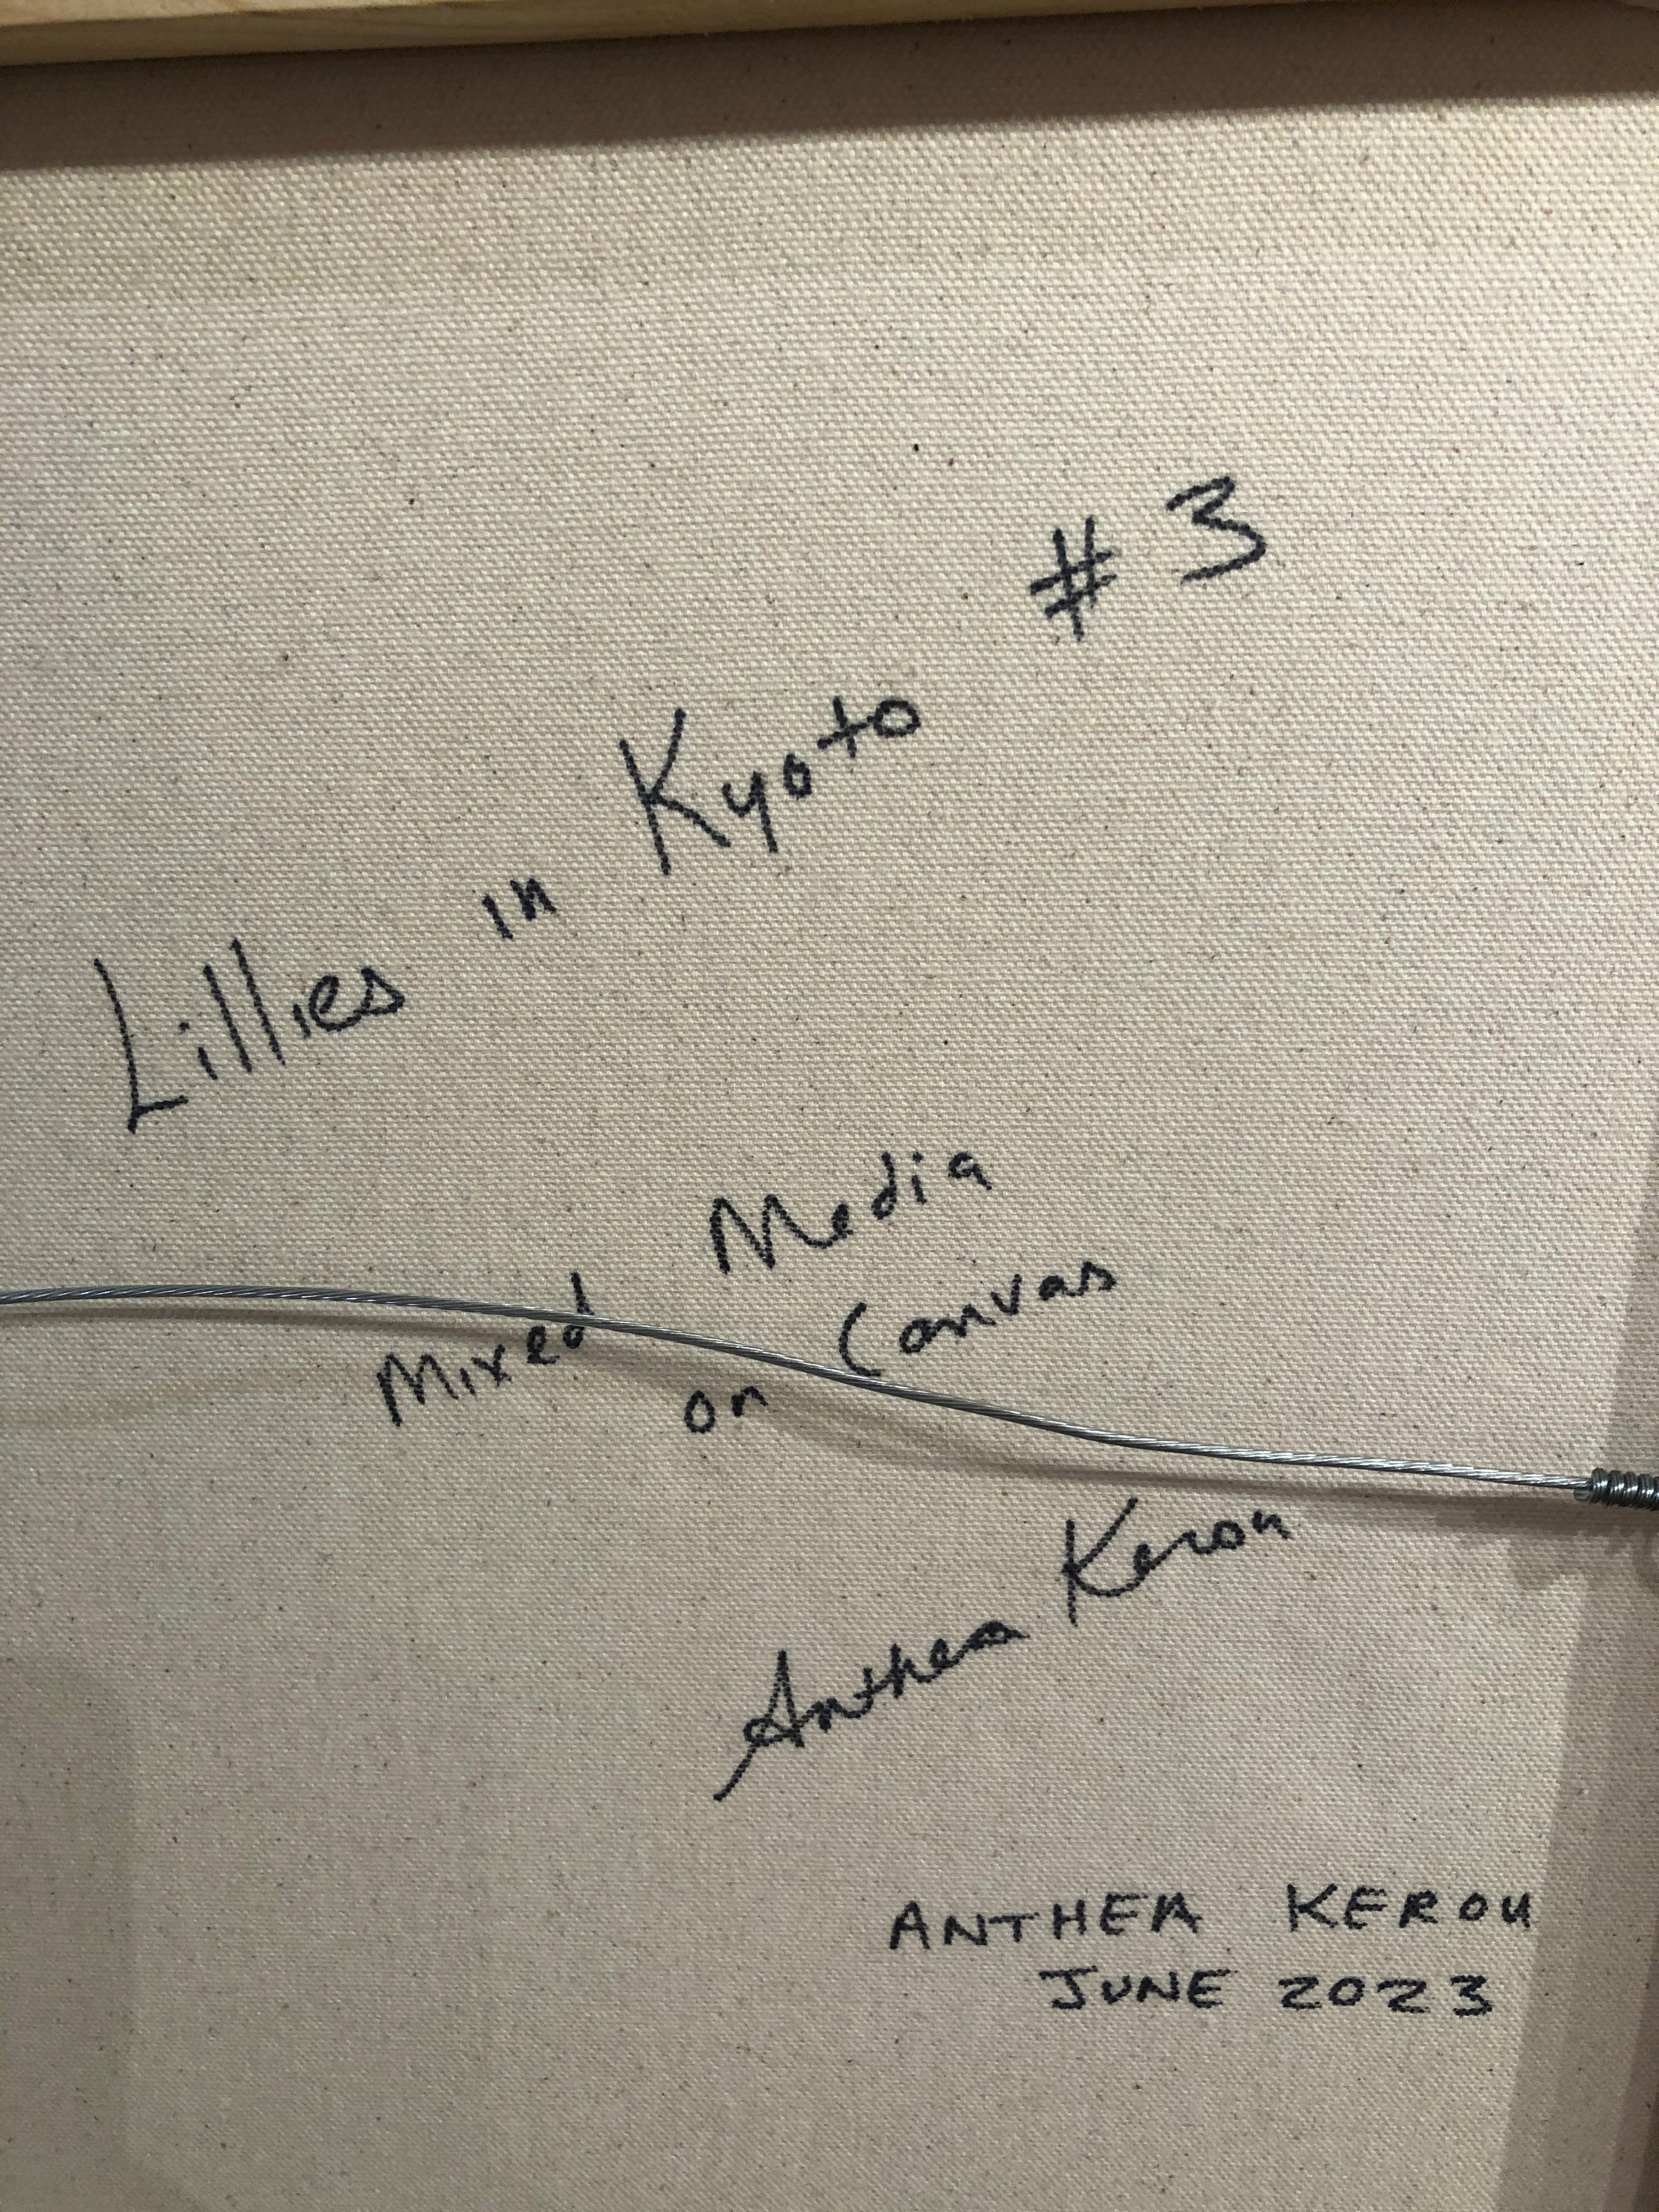 Lillies in Kyoto #3
Mixed Media
on Canvas
Anthea Kerou
ANTHEA KEROU
JUNE 2023